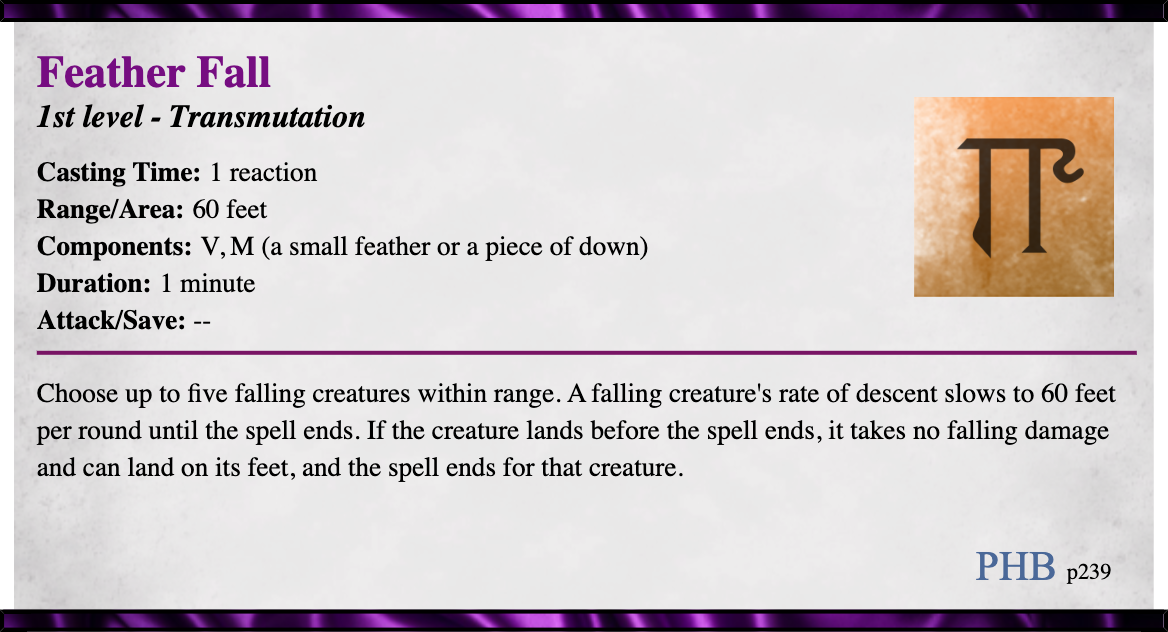 Feather Fall
1st level - Transmutation
Casting Time: 1 reaction
Range/Area: 60 feet
Components: V, M (a small feather or a piece of down)
Duration: 1 minute
Attack/Save: --
Choose up to five falling creatures within range. A falling creature's rate of descent slows to 60 feet
per round until the spell ends. If the creature lands before the spell ends, it takes no falling damage
and can land on its feet, and the spell ends for that creature.
PHB p239